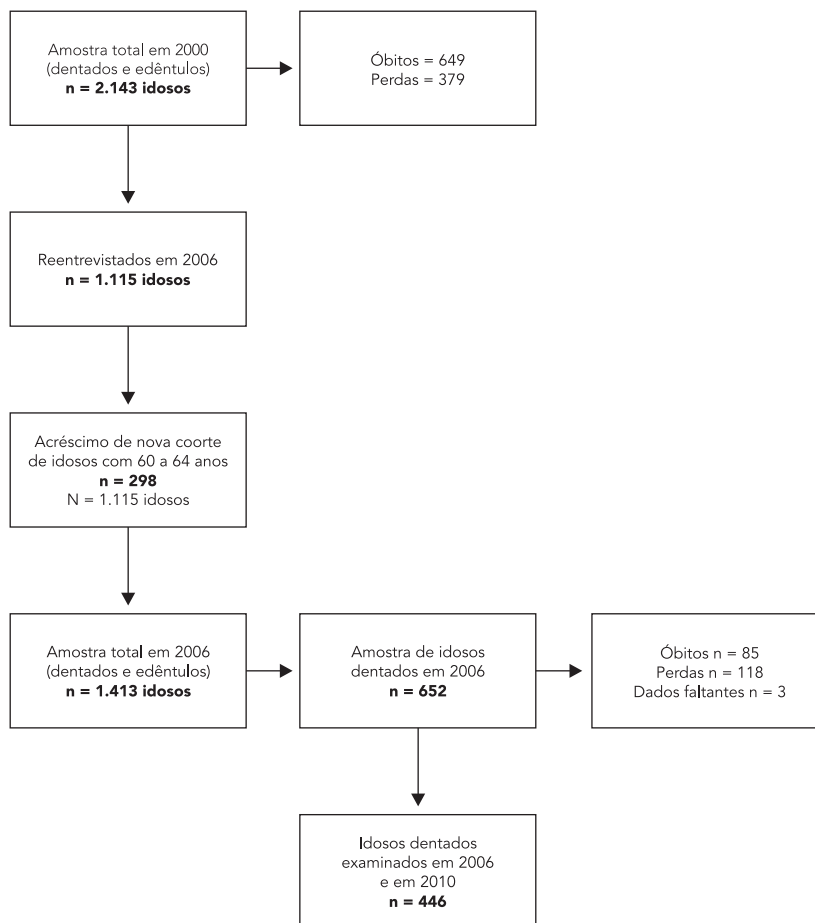 Amostra total em 2000
(dentados e edêntulos)
n = 2.143 idosos
Óbitos = 649
Perdas = 379
Reentrevistados em 2006
n = 1.115 idosos
Acréscimo de nova coorte
de idosos com 60 a 64 anos
n = 298
N = 1.115 idosos
Amostra total em 2006
(dentados e edêntulos)
n = 1.413 idosos
Amostra de idosos
dentados em 2006
n = 652
Óbitos n = 85
Perdas n = 118
Dados faltantes n = 3
Idosos dentados
examinados em 2006
e em 2010
n = 446